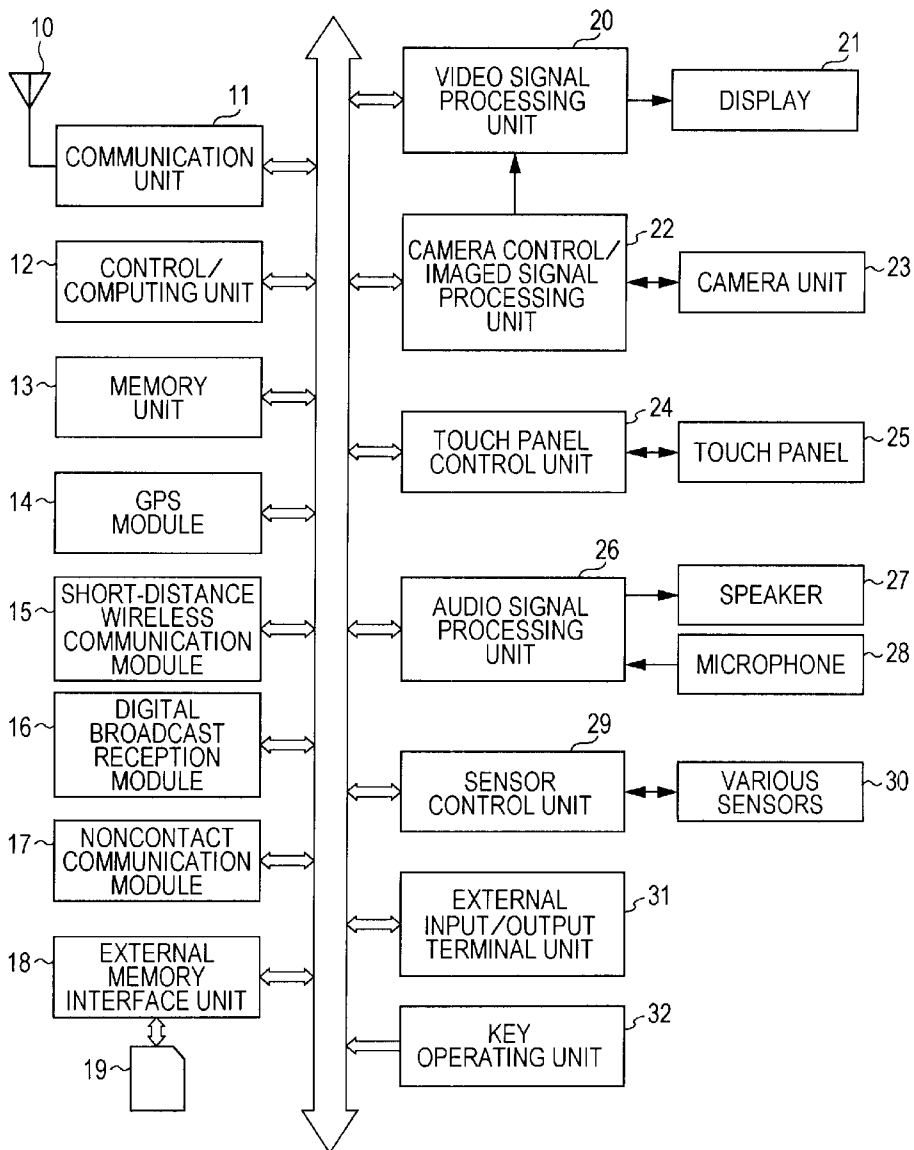 10
11
COMMUNICATION
UNIT
12
CONTROL/
COMPUTING UNIT
13
MEMORY
UNIT
14
GPS
MODULE
15
SHORT-DISTANCE
WIRELESS
COMMUNICATION
MODULE
16
DIGITAL
BROADCAST
RECEPTION
MODULE
17
NONCONTACT
COMMUNICATION
MODULE
18
EXTERNAL
MEMORY
INTERFACE UNIT
19
20
VIDEO SIGNAL
PROCESSING
UNIT
21
DISPLAY
22
CAMERA CONTROL/
IMAGED SIGNAL
PROCESSING
UNIT
CAMERA UNIT
23
24
TOUCH PANEL
CONTROL UNIT
TOUCH PANEL
25
26
AUDIO SIGNAL
PROCESSING
UNIT
SPEAKER
27
MICROPHONE
28
29
SENSOR
CONTROL UNIT
VARIOUS
SENSORS
30
EXTERNAL
INPUT/OUTPUT
TERMINAL UNIT
31
KEY
OPERATING UNIT
32